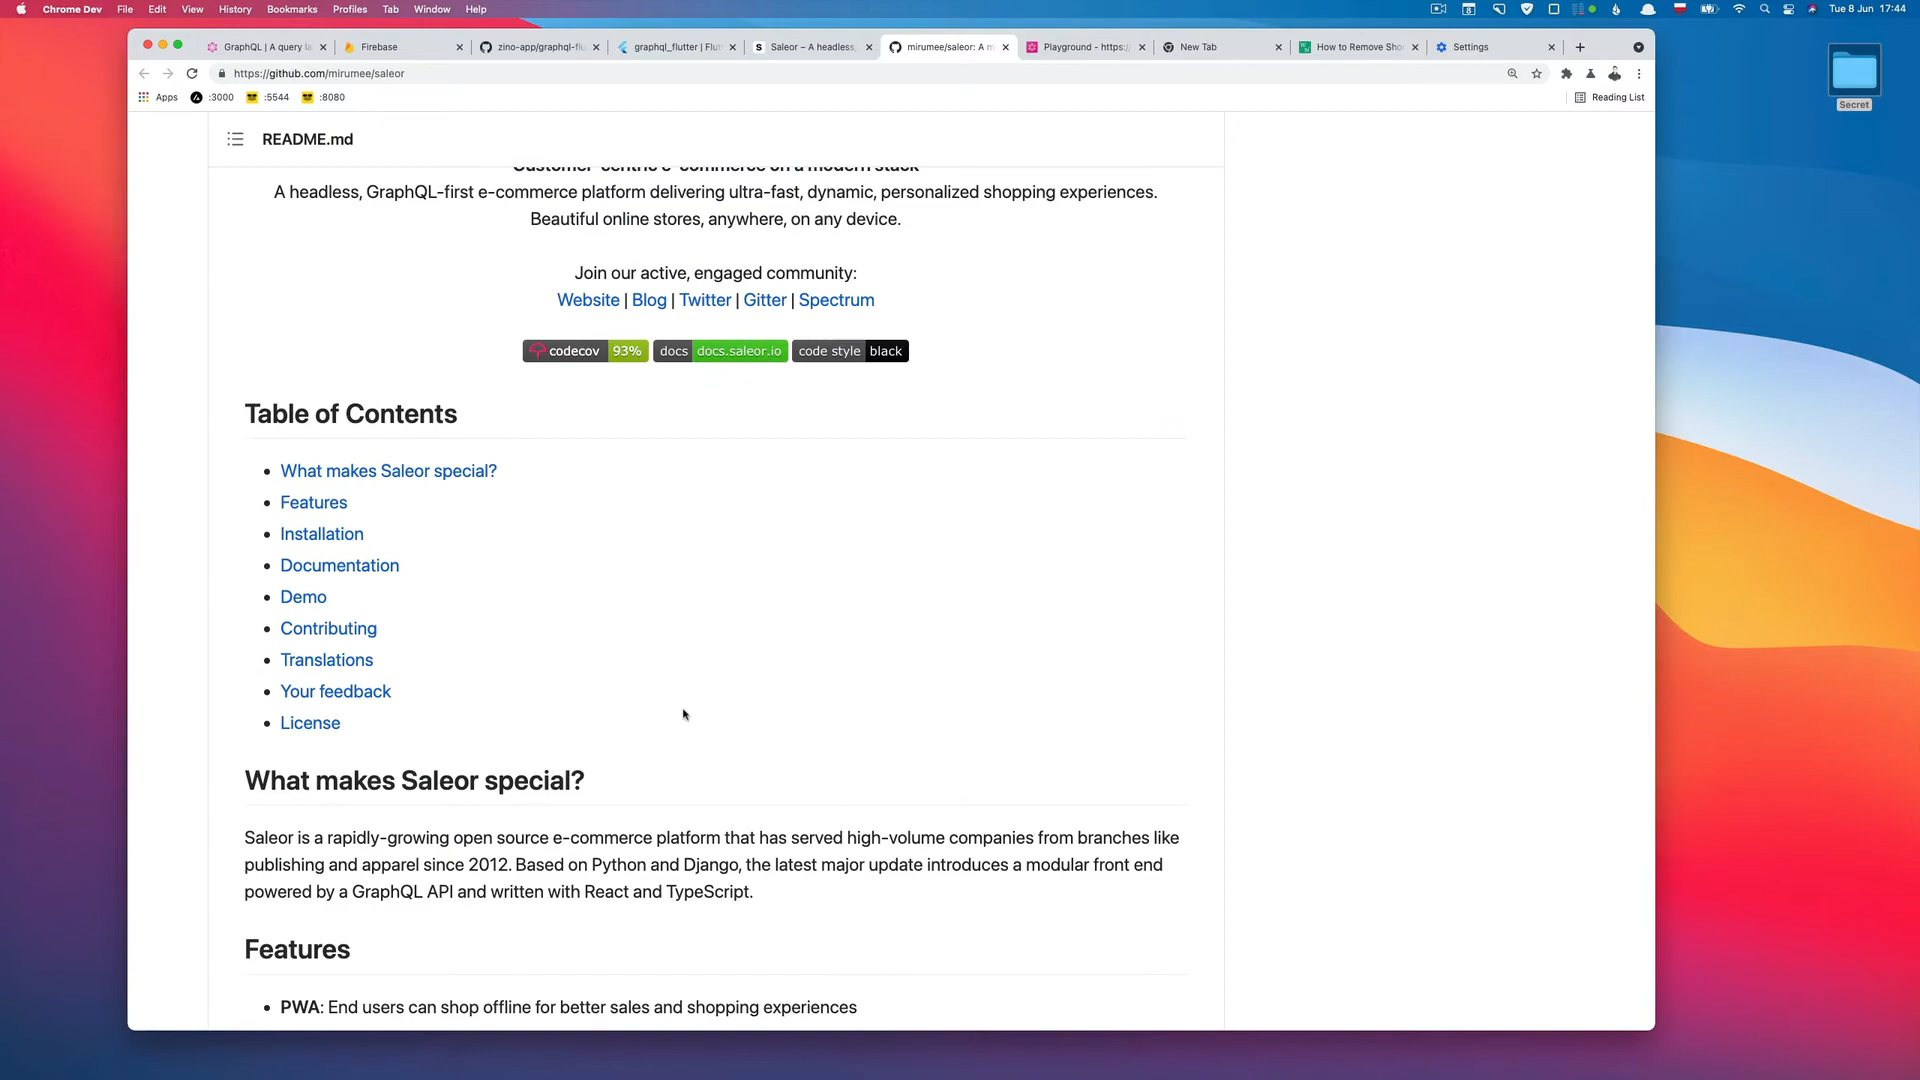 Chrome Dev File Edit View History Bookmarks Profiles Tab Window Help
Tue 8 Jun 17:44
GraphQL | A query la
Firebase
zino-app/graphql-flu
graphql_flutter | Flut
Saleor – A headless,
mirumee/saleor: A m
Playground - https:/
New Tab
How to Remove Sho
Settings
https://github.com/mirumee/saleor
Apps :3000 :5544 :8080
Reading List
Secret
README.md
Customer-centric e-commerce on a modern stack
A headless, GraphQL-first e-commerce platform delivering ultra-fast, dynamic, personalized shopping experiences.
Beautiful online stores, anywhere, on any device.
Join our active, engaged community:
Website | Blog | Twitter | Gitter | Spectrum
codecov 93% docs docs.saleor.io code style black
Table of Contents
What makes Saleor special?
Features
Installation
Documentation
Demo
Contributing
Translations
Your feedback
License
What makes Saleor special?
Saleor is a rapidly-growing open source e-commerce platform that has served high-volume companies from branches like
publishing and apparel since 2012. Based on Python and Django, the latest major update introduces a modular front end
powered by a GraphQL API and written with React and TypeScript.
Features
PWA: End users can shop offline for better sales and shopping experiences